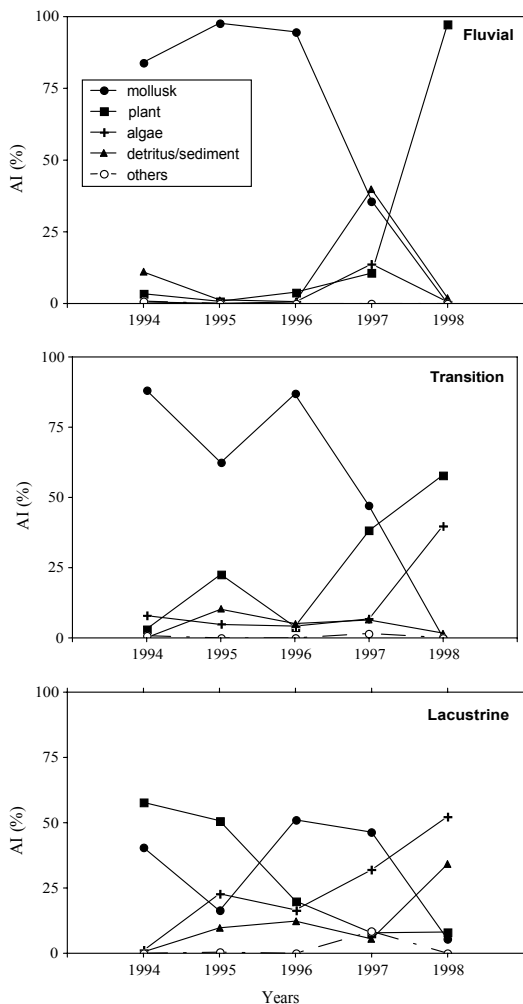 100
75
50
25
0
AI (%)
Fluvial
mollusk
plant
algae
detritus/sediment
others
1994 1995 1996 1997 1998
100
75
50
25
0
AI (%)
Transition
1994 1995 1996 1997 1998
100
75
50
25
0
AI (%)
Lacustrine
1994 1995 1996 1997 1998
Years